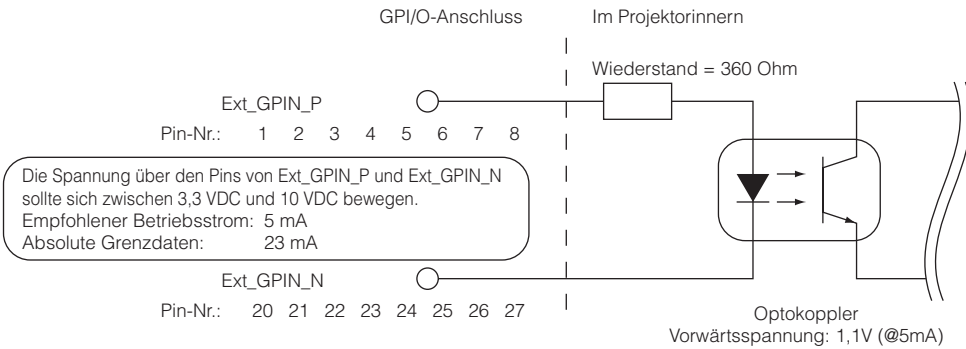 GPI/O-Anschluss
Im Projektorinnern
Wiederstand = 360 Ohm
Ext_GPIN_P
Pin-Nr.: 1 2 3 4 5 6 7 8
Die Spannung über den Pins von Ext_GPIN_P und Ext_GPIN_N
sollte sich zwischen 3,3 VDC und 10 VDC bewegen.
Empfohlener Betriebsstrom: 5 mA
Absolute Grenzdaten: 23 mA
Ext_GPIN_N
Pin-Nr.: 20 21 22 23 24 25 26 27
Optokoppler
Vorwärtsspannung: 1,1V (@5mA)